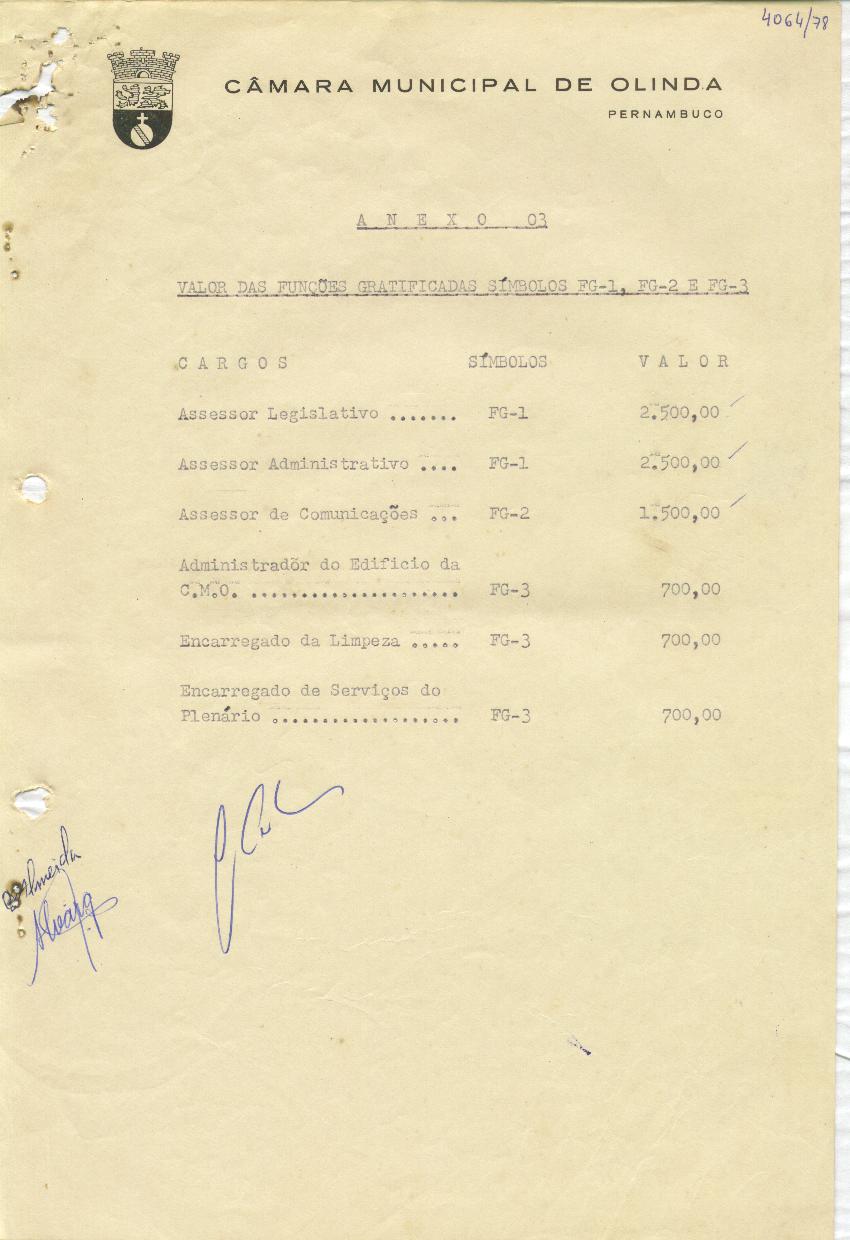 4064/78
CÂMARA MUNICIPAL DE OLINDA
PERNAMBUCO
A N E X O 03
VALOR DAS FUNÇÕES GRATIFICADAS SÍMBOLOS FG-1, FG-2 E FG-3
C A R G O S SÍMBOLOS V A L O R
Assessor Legislativo ....... FG-1 2.500,00
Assessor Administrativo .... FG-1 2.500,00
Assessor de Comunicações ... FG-2 1.500,00
Administradõr do Edificio da
C.M.O. ..................... FG-3 700,00
Encarregado da Limpeza ..... FG-3 700,00
Encarregado de Serviços do
Plenário ................... FG-3 700,00
Almeida